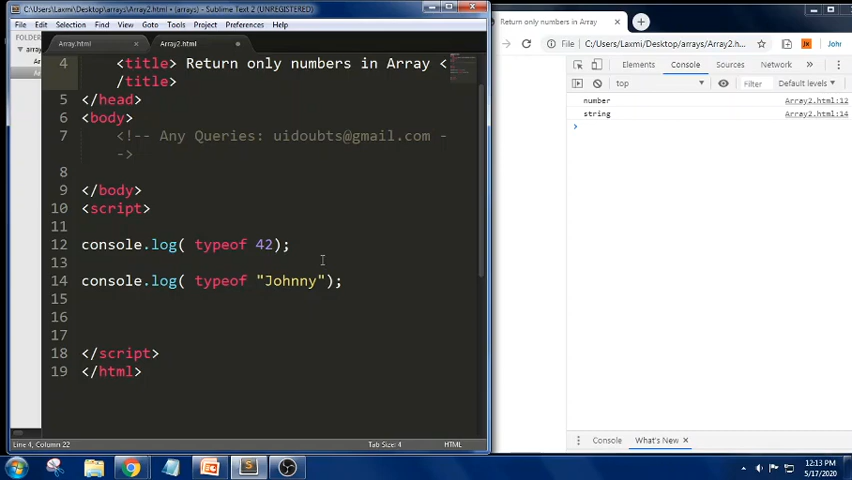 C:\Users\Laxmi\Desktop\arrays\Array2.html • (arrays) - Sublime Text 2 (UNREGISTERED)
File Edit Selection Find View Goto Tools Project Preferences Help
FOLDER
Array.html
Array2.html
4 <title> Return only numbers in Array <
/title>
5 </head>
6 <body>
7 <!-- Any Queries: uidoubts@gmail.com -
->
8
9 </body>
10 <script>
11
12 console.log( typeof 42);
13
14 console.log( typeof "Johnny");
15
16
17
18 </script>
19 </html>
Line 4, Column 22
Tab Size: 4
HTML
Return only numbers in Array
File
C:/Users/Laxmi/Desktop/arrays/Array2.h...
John
Elements Console Sources Network
top
Filter
Default levels
number Array2.html:12
string Array2.html:14
Console What's New
12:13 PM
5/17/2020